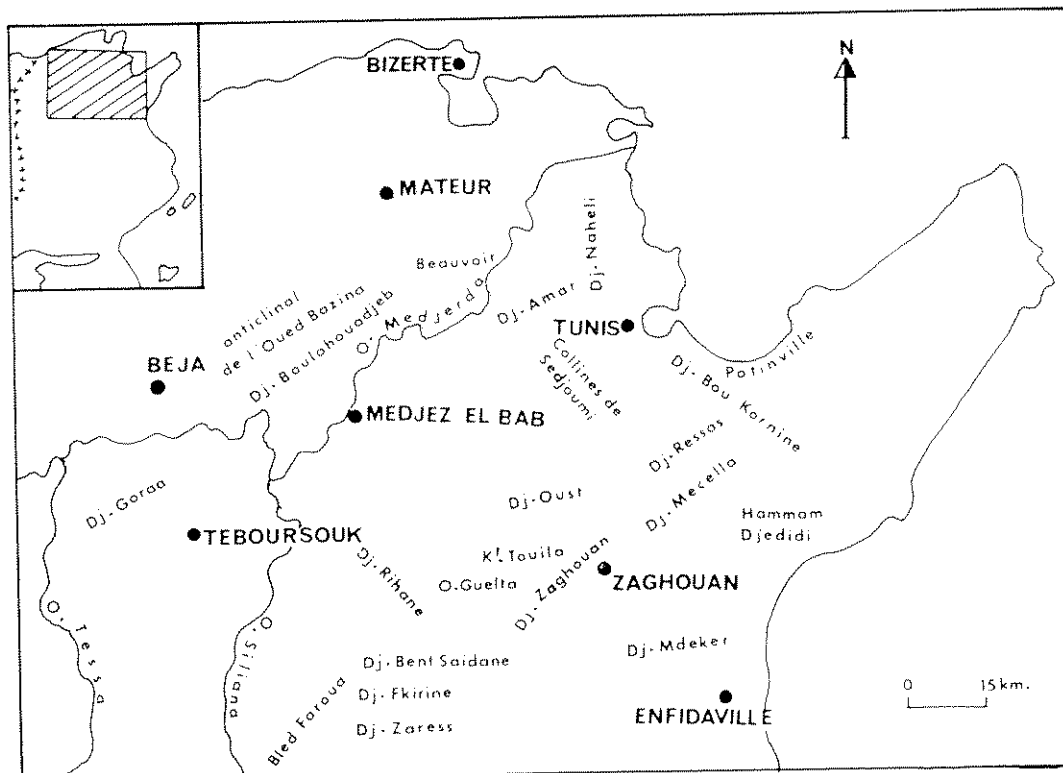 N
BIZERTE
MATEUR
Dj-Naheli
Beauvoir
O. Medjerda
Dj-Amar
anticlinal
de l'Oued Bazina
Dj-Boulahouadjeb
TUNIS
Potinville
BEJA
Collines de
Sedjoumi
Dj-Bou Kornine
MEDJEZ EL BAB
Dj-Ressas
Dj-Goraa
Dj-Oust
Dj-Mecella
Hammam
Djedidi
TEBOURSOUK
Dj-Rihane
Kt. Touila
O.Guelta
Dj-Zaghouan
ZAGHOUAN
O. Tessa
O. Siliana
Dj-Mdeker
Dj-Bent Saidane
Bled Faroua
Dj-Fkirine
Dj-Zaress
0 15 km.
ENFIDAVILLE